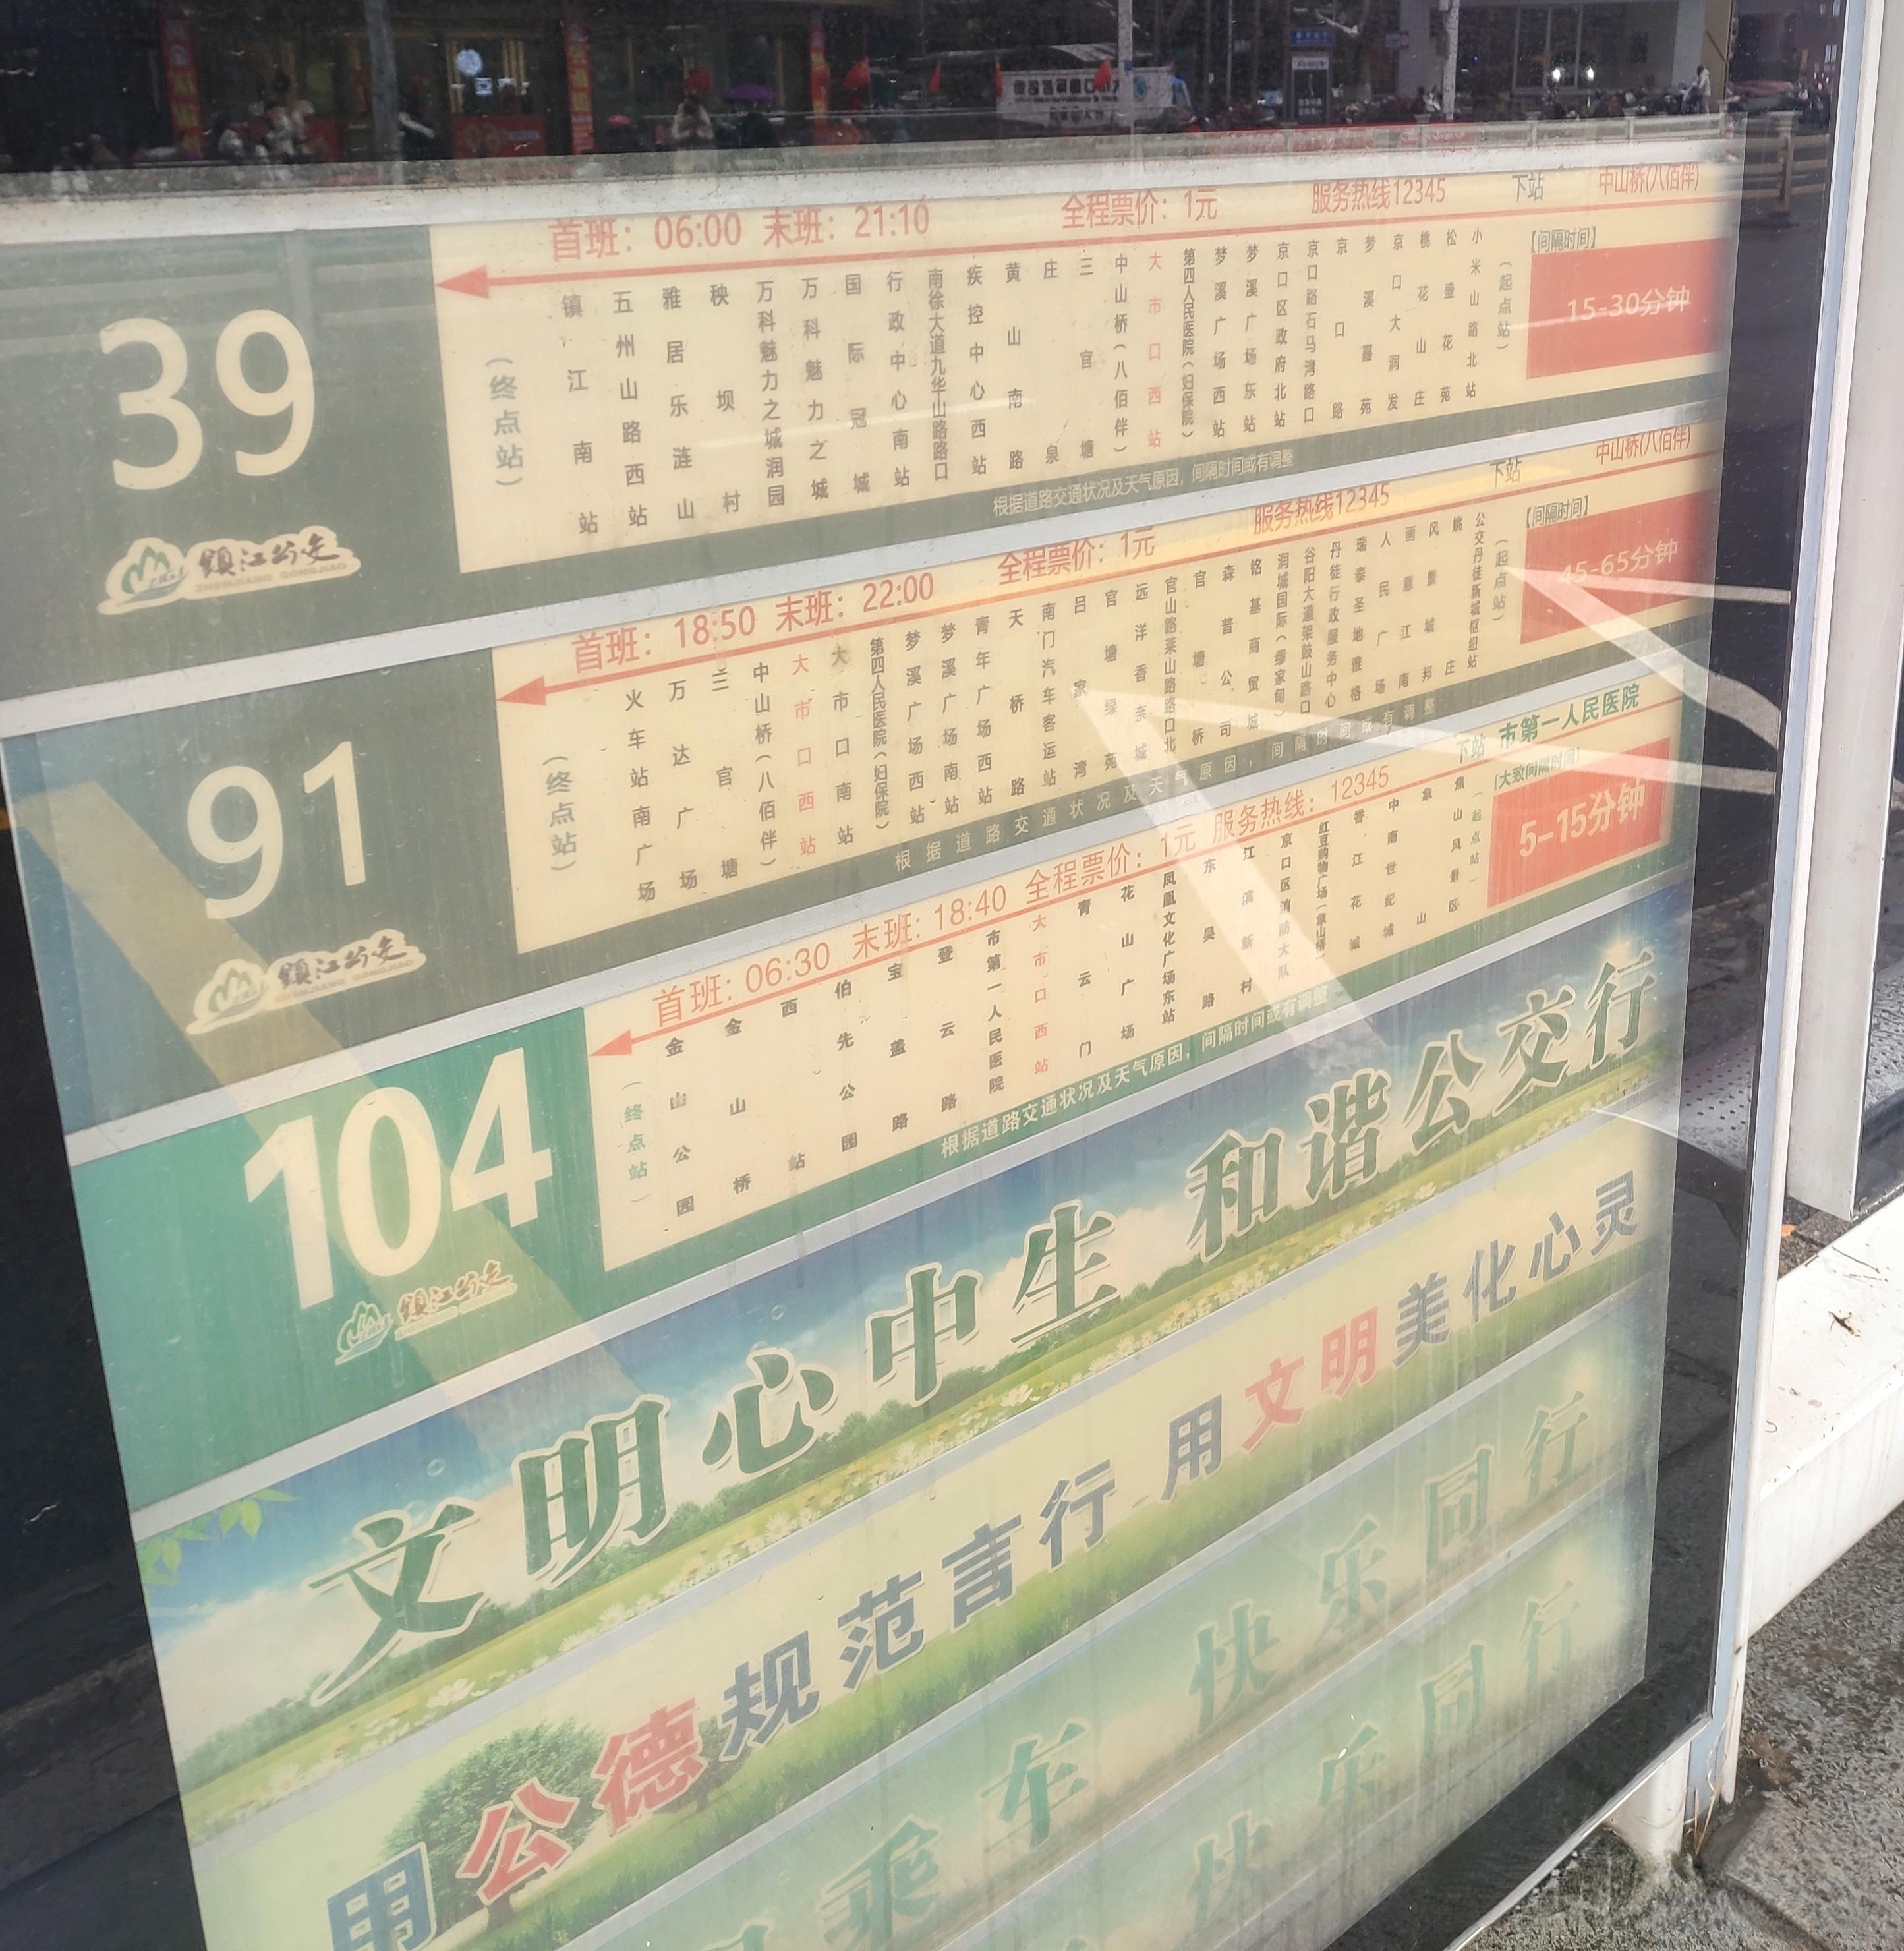 首班：06:00 末班：21:10 全程票价：1元 服务热线12345 下站 中山桥(八佰伴)
39
鎮江公交
ZHENJIANG GONGJIAO
（终点站）
镇江南站
五州山路西站
雅居乐涟山
秧坝村
万科魅力之城润园
万科魅力之城
国际冠城
行政中心南站
南徐大道九华山路路口
疾控中心西站
黄山南路
庄泉
三官塘
中山桥(八佰伴)
大市口西站
第四人民医院(妇保院)
梦溪广场西站
梦溪广场东站
京口区政府北站
京口路石马湾路口
京口路
梦溪嘉苑
京口大润发
桃花山庄
松盛花苑
小米山路北站
（起点站）
【间隔时间】
15-30分钟
根据道路交通状况及天气原因，间隔时间或有调整
首班：18:50 末班：22:00 全程票价：1元 服务热线12345 下站 中山桥(八佰伴)
91
鎮江公交
ZHENJIANG GONGJIAO
（终点站）
火车站南广场
万达广场
三官塘
中山桥(八佰伴)
大市口西站
大市口南站
第四人民医院(妇保院)
梦溪广场西站
梦溪广场南站
青年广场西站
天桥路
南门汽车客运站
吕家湾
官塘绿苑
远洋香奈城
官山路莱山路路口北
官塘桥
森普公司
铭基商贸城
润城国际(缪家甸)
谷阳大道架鼓山路口
丹徒行政服务中心
瑞泰圣地雅格
人民广场
画意江南
风景城邦
姚庄
公交丹徒新城枢纽站
（起点站）
【间隔时间】
45-65分钟
根据道路交通状况及天气原因，间隔时间或有调整
首班：06:30 末班：18:40 全程票价：1元 服务热线：12345 下站 市第一人民医院
104
鎮江公交
（终点站）
金山公园
金山桥
西站
伯先公园
宝盖路
登云路
市第一人民医院
大市口西站
青云门
花山广场
凤凰文化广场东站
东吴路
江滨新村
京口区消防大队
红豆购物广场(象山桥)
香江花城
中南世纪城
象山
焦山风景区
（起点站）
[大致间隔时间]
5-15分钟
根据道路交通状况及天气原因，间隔时间或有调整
文明心中生 和谐公交行
用公德规范言行 用文明美化心灵
乘车 快乐同行
快乐同行